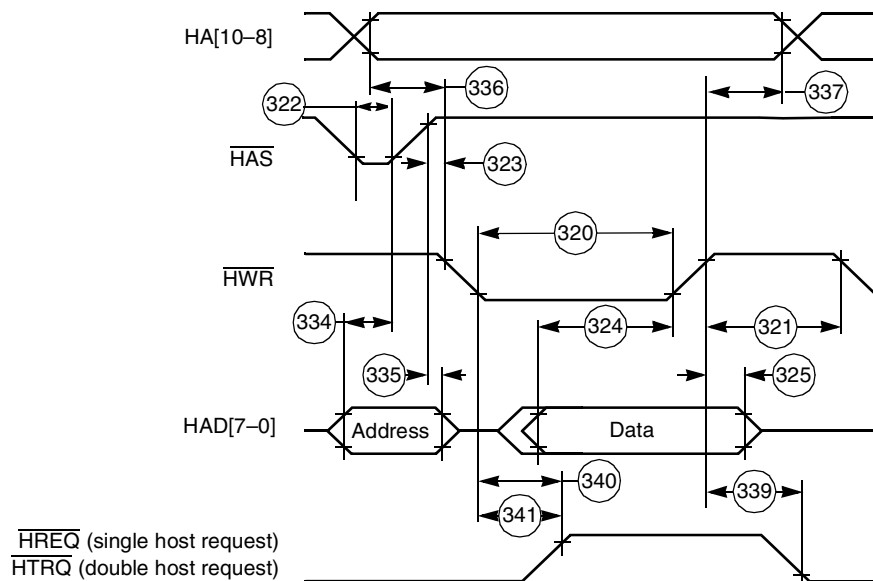 HA[10–8]
336
337
322
HAS
323
320
HWR
334
324
321
335
325
HAD[7–0]
Address
Data
340
341
339
HREQ (single host request)
HTRQ (double host request)